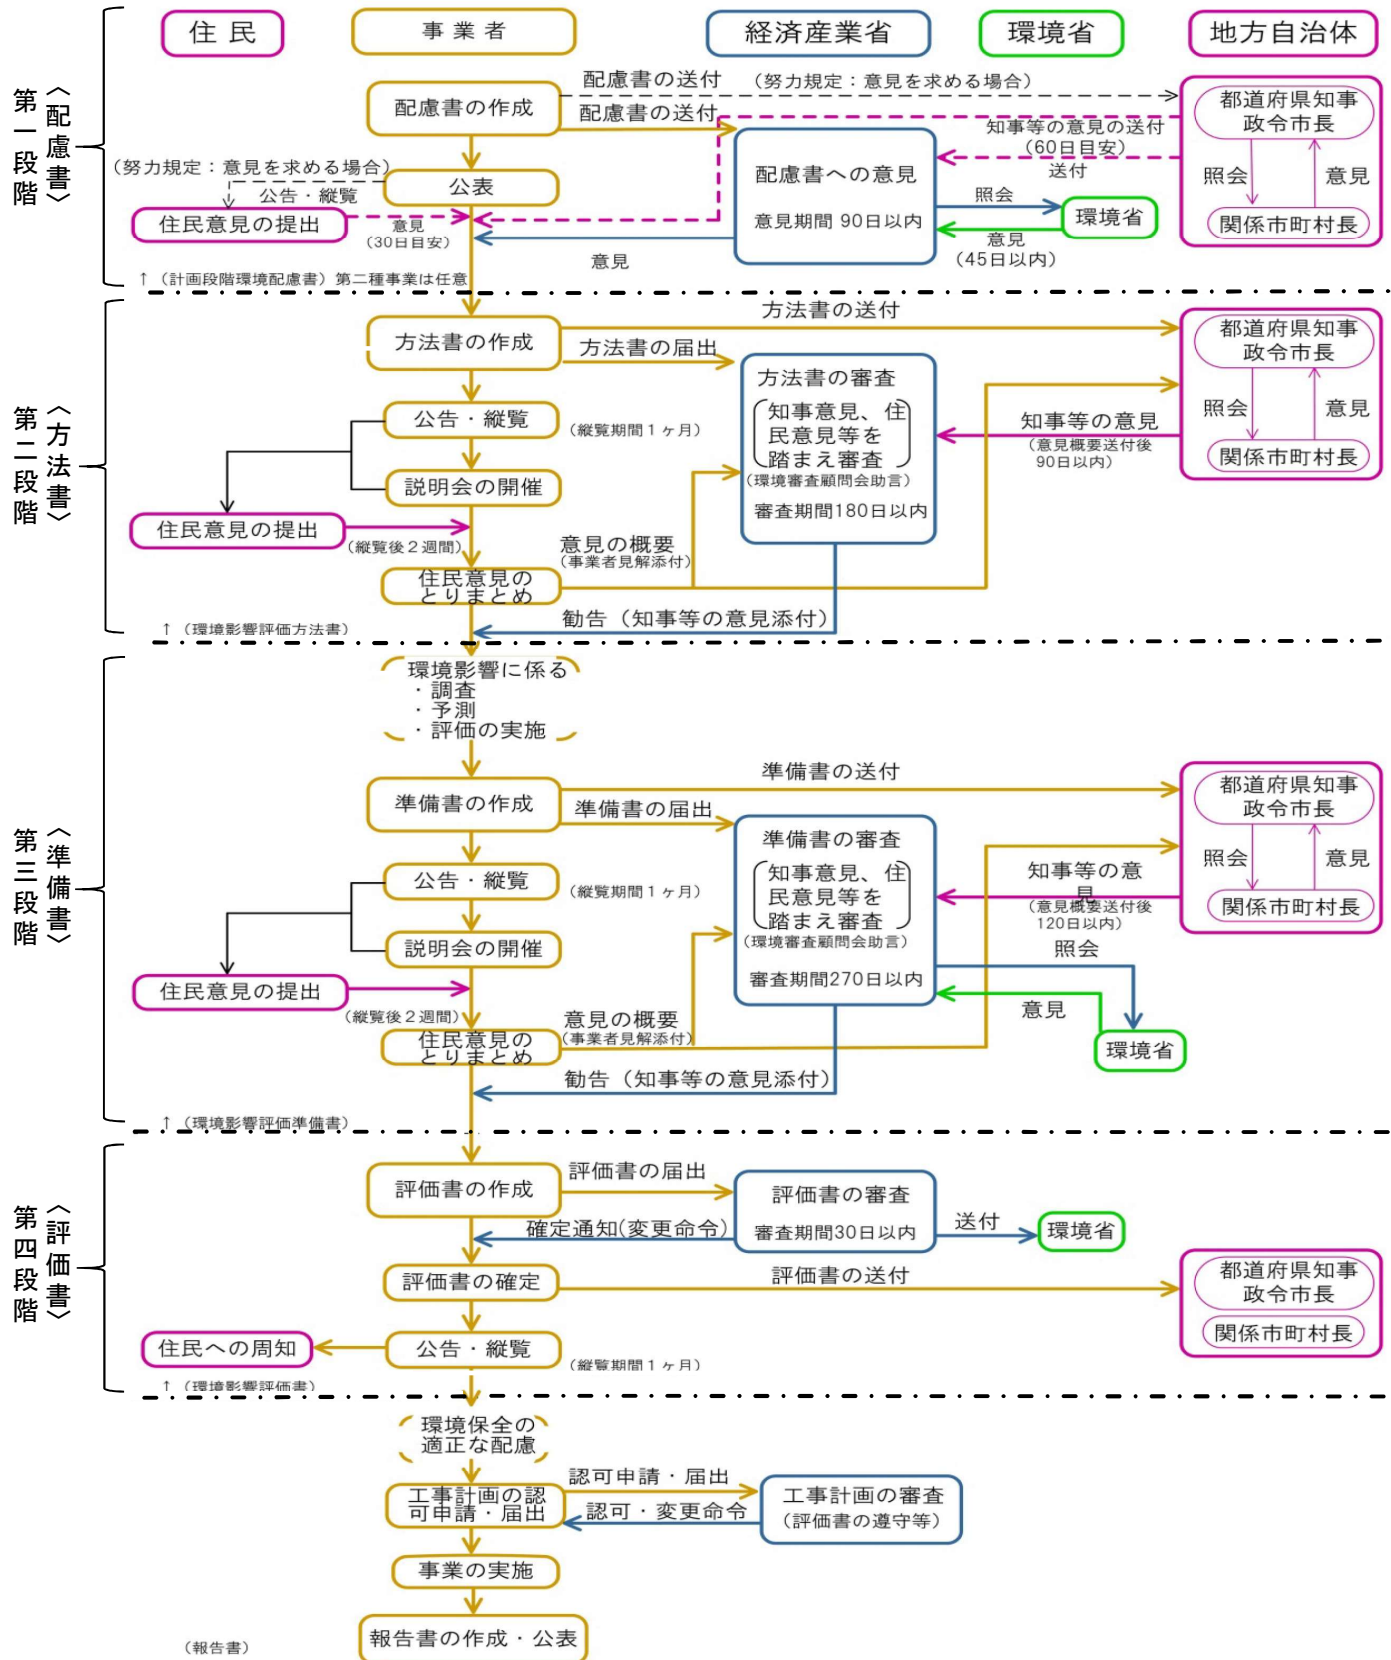 住 民
事 業 者
経済産業省
環境省
地方自治体
第一段階
〈配慮書〉
配慮書の作成
配慮書の送付 (努力規定：意見を求める場合)
配慮書の送付
都道府県知事
政令市長
照会
意見
関係市町村長
知事等の意見の送付
(60日目安)
送付
配慮書への意見
意見期間 90日以内
照会
環境省
意見
(45日以内)
(努力規定：意見を求める場合)
公告・縦覧
公表
住民意見の提出
意見
(30日目安)
意見
↑（計画段階環境配慮書）第二種事業は任意
第二段階
〈方法書〉
方法書の作成
方法書の送付
方法書の届出
都道府県知事
政令市長
照会
意見
関係市町村長
方法書の審査
知事意見、住
民意見等を
踏まえ審査
(環境審査顧問会助言)
審査期間180日以内
知事等の意見
(意見概要送付後
90日以内)
公告・縦覧
(縦覧期間１ヶ月)
説明会の開催
住民意見の提出
(縦覧後２週間)
意見の概要
(事業者見解添付)
住民意見の
とりまとめ
勧告（知事等の意見添付）
↑（環境影響評価方法書）
第三段階
〈準備書〉
環境影響に係る
・調査
・予測
・評価の実施
準備書の作成
準備書の送付
準備書の届出
都道府県知事
政令市長
照会
意見
関係市町村長
準備書の審査
知事意見、住
民意見等を
踏まえ審査
(環境審査顧問会助言)
審査期間270日以内
知事等の意
見
(意見概要送付後
120日以内)
照会
意見
環境省
公告・縦覧
(縦覧期間１ヶ月)
説明会の開催
住民意見の提出
(縦覧後２週間)
意見の概要
(事業者見解添付)
住民意見の
とりまとめ
勧告（知事等の意見添付）
↑（環境影響評価準備書）
第四段階
〈評価書〉
評価書の作成
評価書の届出
評価書の審査
審査期間30日以内
送付
環境省
確定通知(変更命令)
評価書の確定
評価書の送付
都道府県知事
政令市長
関係市町村長
住民への周知
公告・縦覧
(縦覧期間１ヶ月)
↑（環境影響評価書）
環境保全の
適正な配慮
工事計画の認
可申請・届出
認可申請・届出
認可・変更命令
工事計画の審査
(評価書の遵守等)
事業の実施
報告書の作成・公表
(報告書)